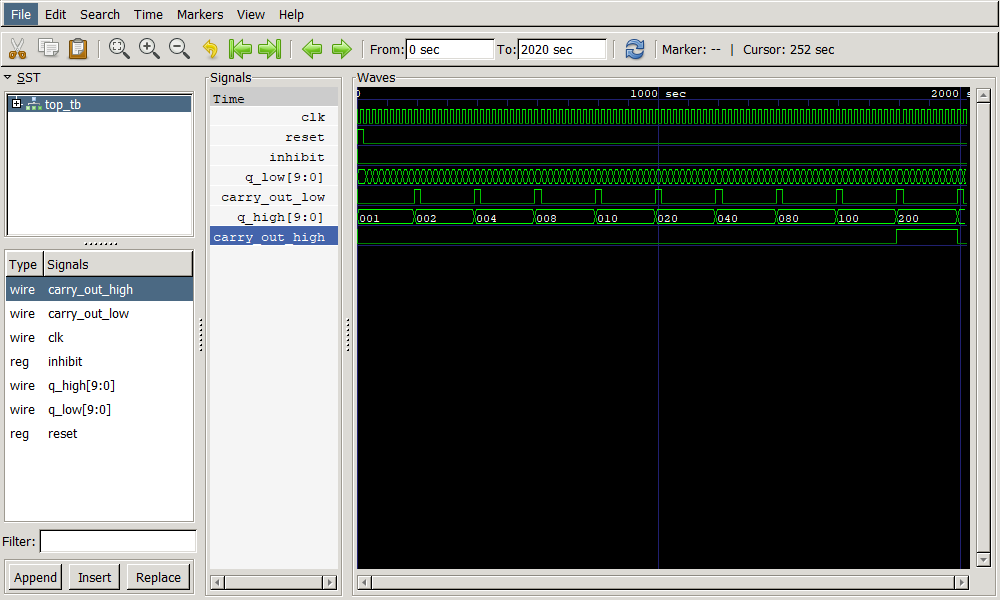 File Edit Search Time Markers View Help
From: 0 sec To: 2020 sec Marker: -- | Cursor: 252 sec
SST
top_tb
Type Signals
wire carry_out_high
wire carry_out_low
wire clk
reg inhibit
wire q_high[9:0]
wire q_low[9:0]
reg reset
Filter:
Append Insert Replace
Signals
Time
clk
reset
inhibit
q_low[9:0]
carry_out_low
q_high[9:0]
carry_out_high
Waves
1000 sec 2000
001 002 004 008 010 020 040 080 100 200